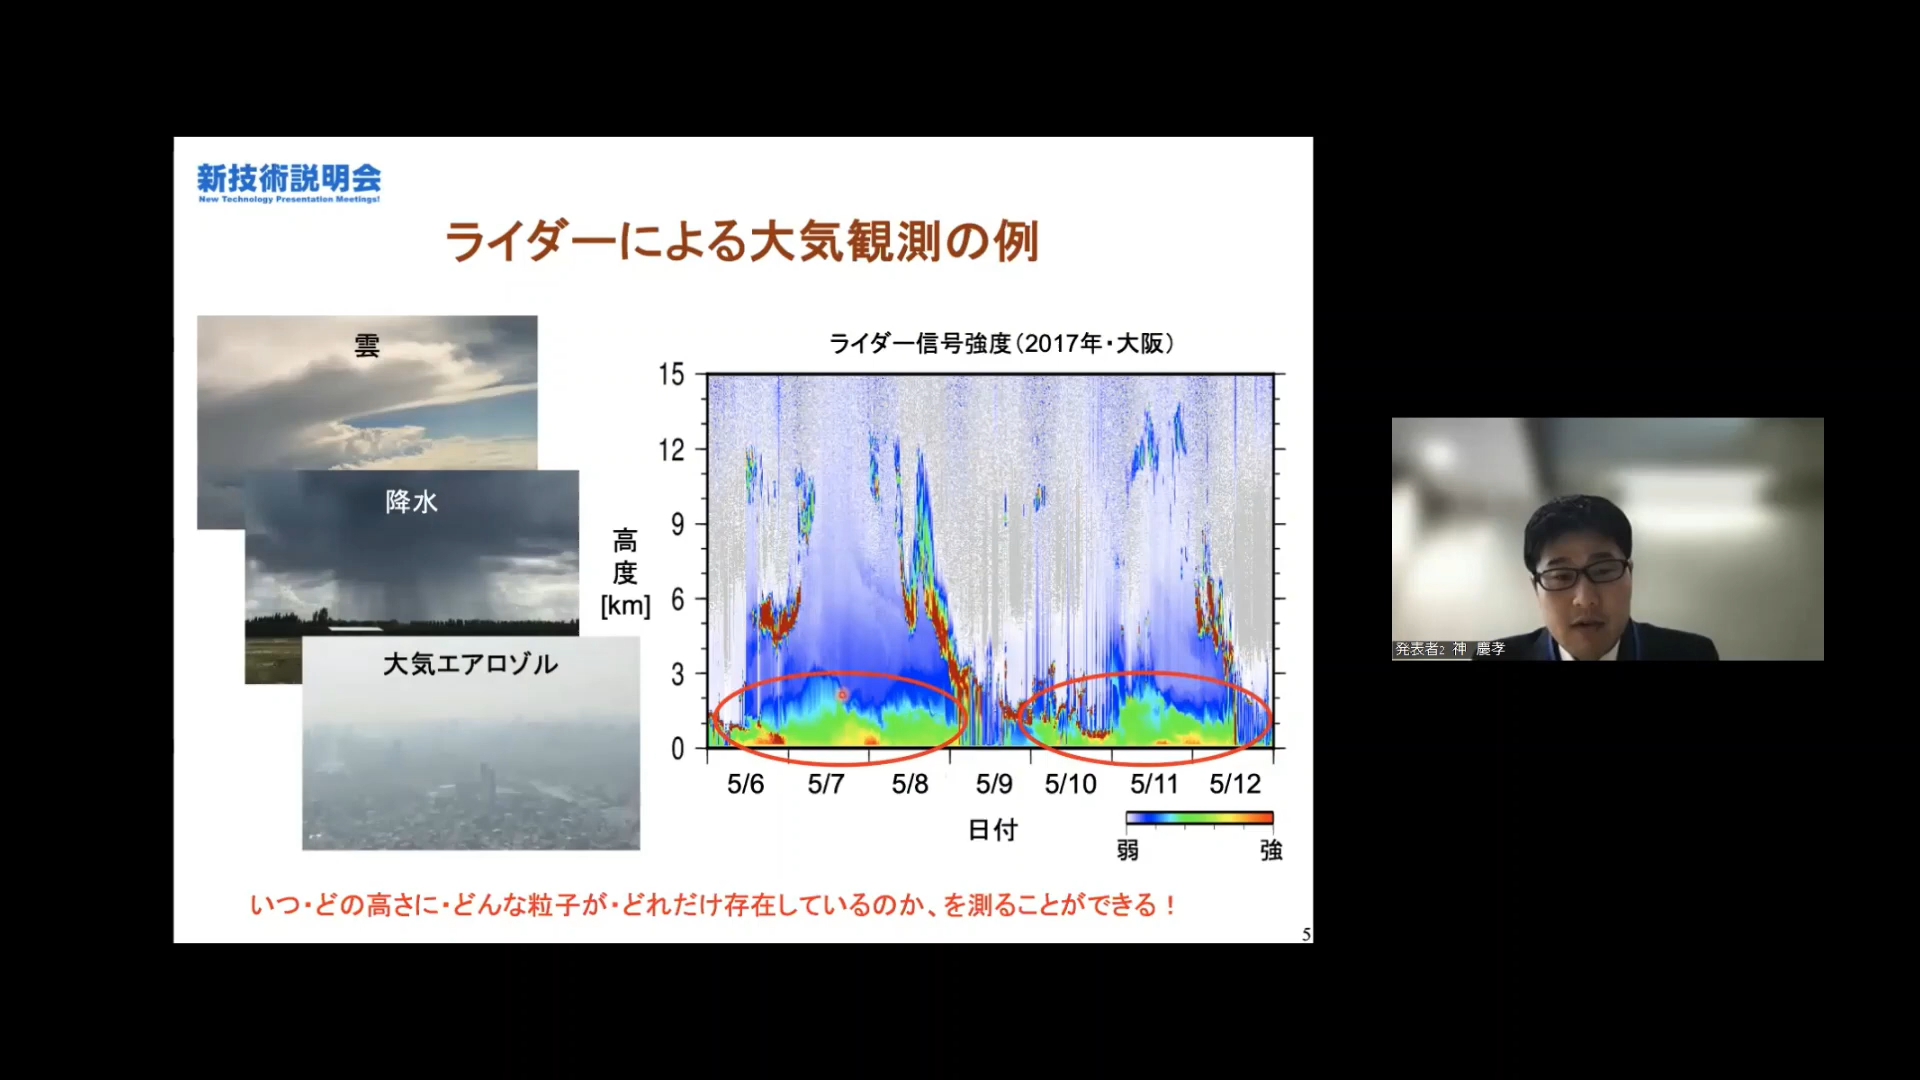 新技術説明会
New Technology Presentation Meetings!
ライダーによる大気観測の例
雲
降水
大気エアロゾル
ライダー信号強度（2017年・大阪）
高度
[km]
15
12
9
6
3
0
5/6 5/7 5/8 5/9 5/10 5/11 5/12
日付
弱 強
いつ・どの高さに・どんな粒子が・どれだけ存在しているのか、を測ることができる！
5
発表者2 神 慶孝